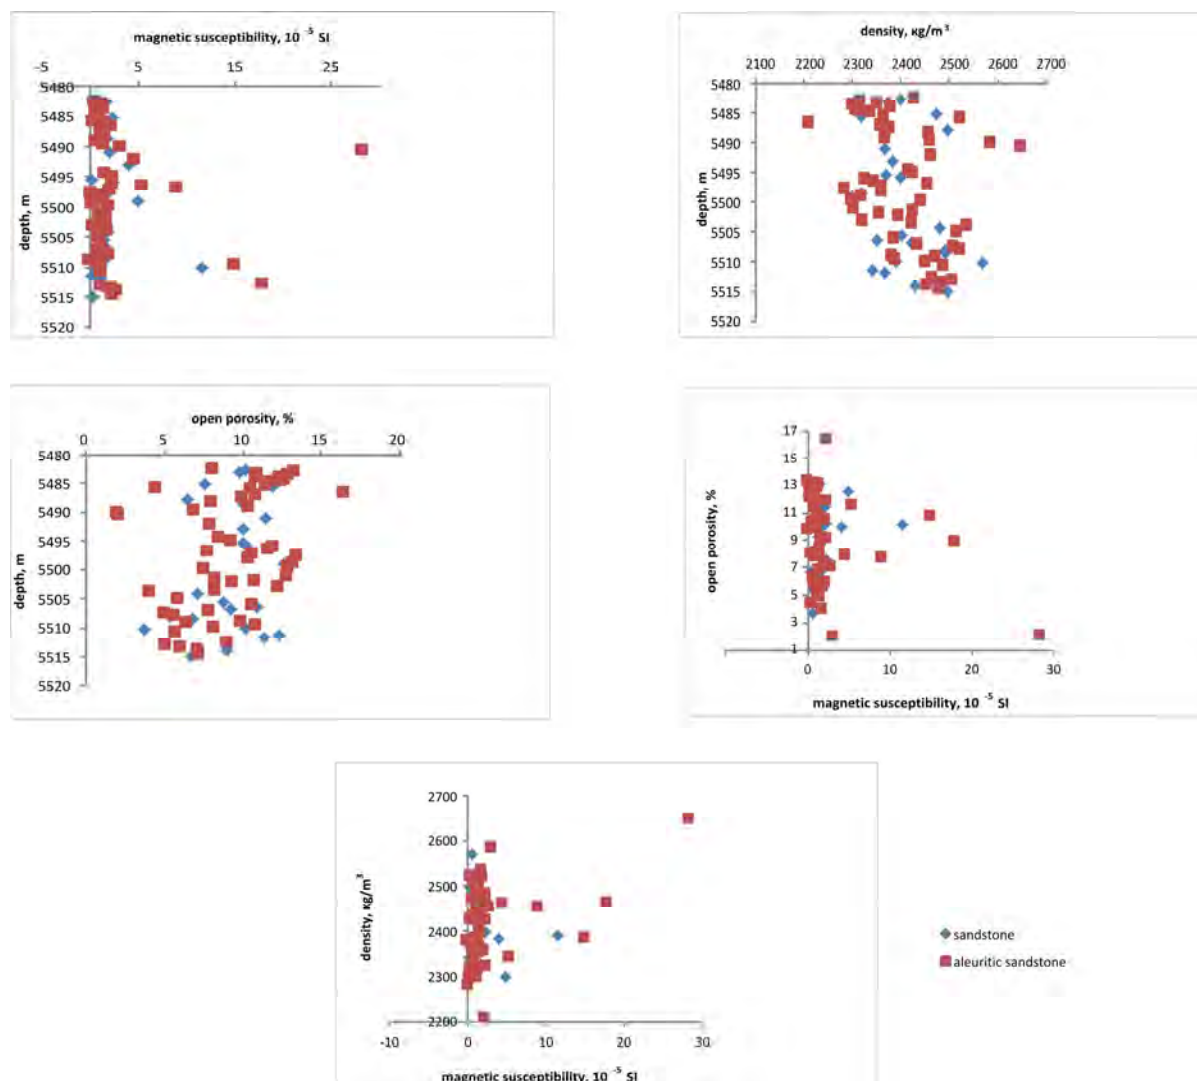 magnetic susceptibility, 10 ⁻⁵ SI
-5 5 15 25
5480
5485
5490
5495
5500
5505
5510
5515
5520
depth, m
density, кg/m³
2100 2200 2300 2400 2500 2600 2700
5480
5485
5490
5495
5500
5505
5510
5515
5520
depth, m
open porosity, %
0 5 10 15 20
5480
5485
5490
5495
5500
5505
5510
5515
5520
depth, m
17
15
13
11
9
7
5
3
1
open porosity, %
0 10 20 30
magnetic susceptibility, 10 ⁻⁵ SI
2700
2600
2500
2400
2300
2200
density, кg/m³
-10 0 10 20 30
magnetic susceptibility, 10 ⁻⁵ SI
sandstone
aleuritic sandstone